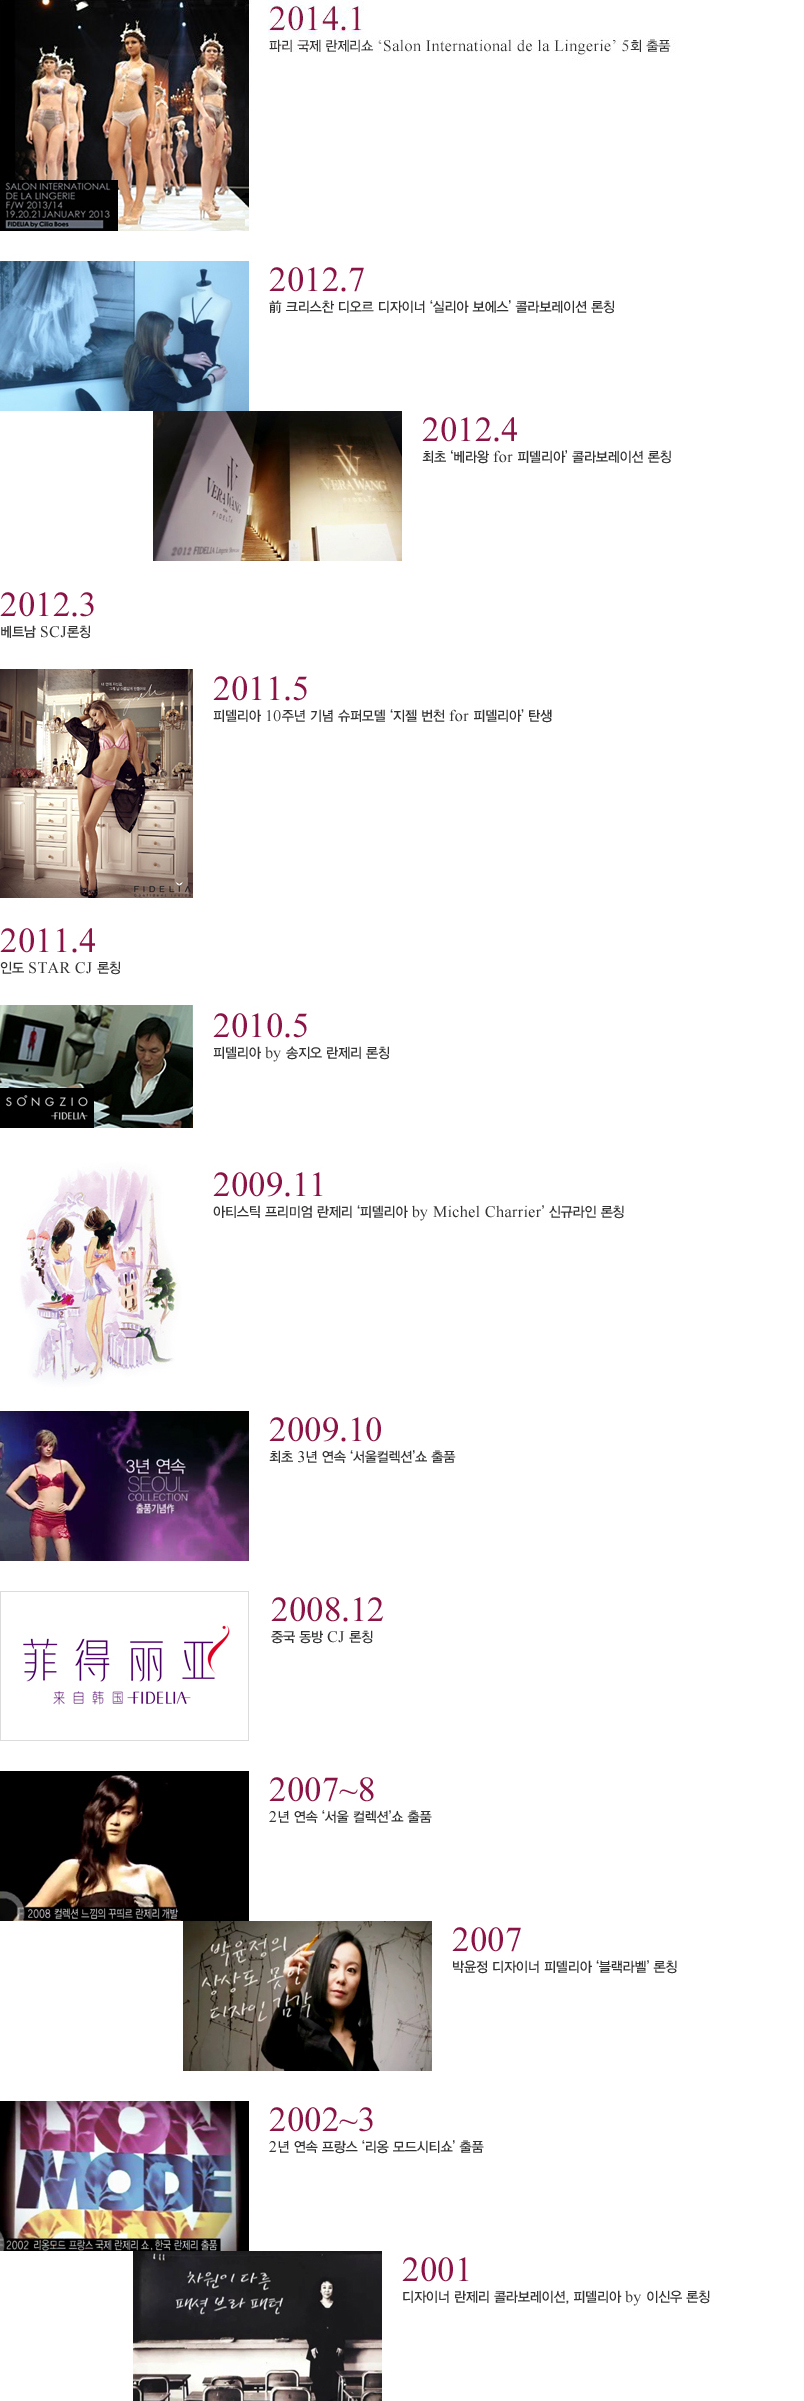 2014.1
파리 국제 란제리쇼 ‘Salon International de la Lingerie’ 5회 출품
SALON INTERNATIONAL
DE LA LINGERIE
F/W 2013/14
19.20.21 JANUARY 2013
FIDELIA by Cilia Boes
2012.7
前 크리스찬 디오르 디자이너 ‘실리아 보에스’ 콜라보레이션 론칭
2012.4
최초 ‘베라왕 for 피델리아’ 콜라보레이션 론칭
VERA WANG
FIDELIA
VERA WANG
FIDELIA
2012 FIDELIA
2012.3
베트남 SCJ론칭
2011.5
피델리아 10주년 기념 슈퍼모델 ‘지젤 번천 for 피델리아’ 탄생
FIDELIA
2011.4
인도 STAR CJ 론칭
2010.5
피델리아 by 송지오 란제리 론칭
SONGZIO
FIDELIA
2009.11
아티스틱 프리미엄 란제리 ‘피델리아 by Michel Charrier’ 신규라인 론칭
2009.10
최초 3년 연속 ‘서울컬렉션’쇼 출품
3년 연속
SEOUL
COLLECTION
출품기념作
2008.12
중국 동방 CJ 론칭
菲得丽亚
来自韩国 FIDELIA
2007~8
2년 연속 ‘서울 컬렉션’쇼 출품
2008 컬렉션 느낌의 꾸띄르 란제리 개발
2007
박윤정 디자이너 피델리아 ‘블랙라벨’ 론칭
박윤정의
상상도 못한
디자인 감각
2002~3
2년 연속 프랑스 ‘리옹 모드시티쇼’ 출품
LYON
MODE
CITY
2002 리옹모드 프랑스 국제 란제리 쇼, 한국 란제리 출품
2001
디자이너 란제리 콜라보레이션, 피델리아 by 이신우 론칭
차원이 다른
패션 브라 패턴